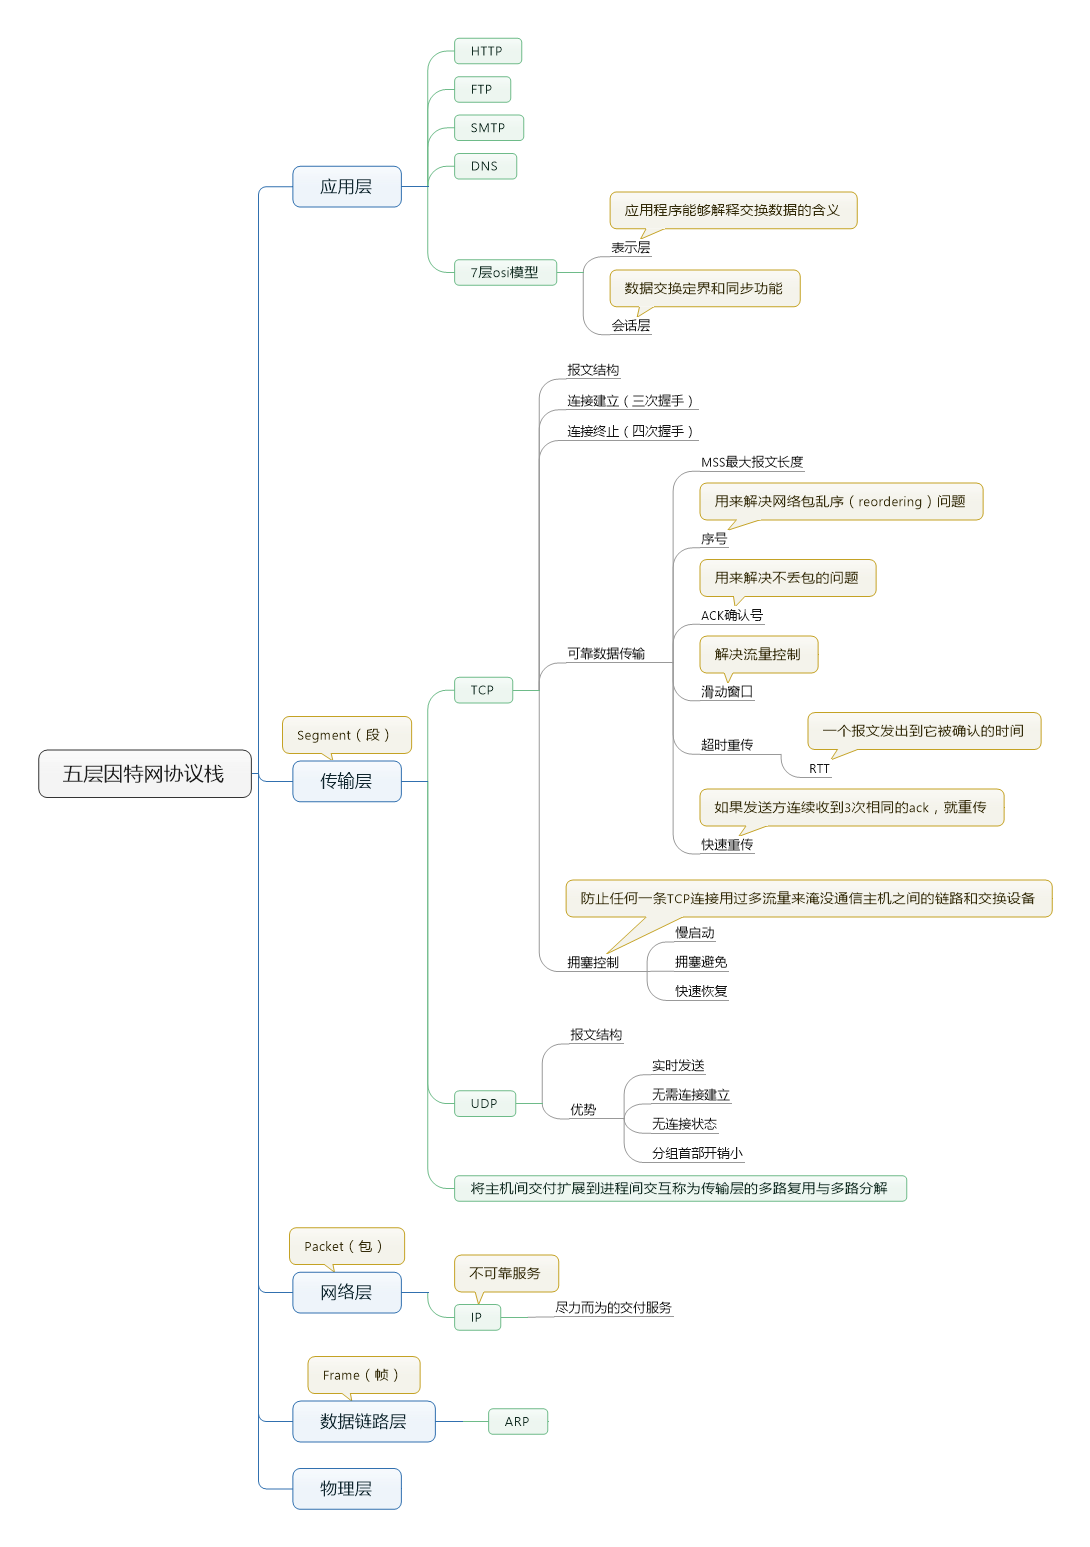 HTTP
FTP
SMTP
DNS
应用层
应用程序能够解释交换数据的含义
表示层
7层osi模型
数据交换定界和同步功能
会话层
报文结构
连接建立（三次握手）
连接终止（四次握手）
MSS最大报文长度
用来解决网络包乱序（reordering）问题
序号
用来解决不丢包的问题
ACK确认号
可靠数据传输
解决流量控制
滑动窗口
TCP
一个报文发出到它被确认的时间
超时重传
RTT
Segment（段）
五层因特网协议栈
传输层
如果发送方连续收到3次相同的ack，就重传
快速重传
防止任何一条TCP连接用过多流量来淹没通信主机之间的链路和交换设备
慢启动
拥塞控制
拥塞避免
快速恢复
报文结构
实时发送
无需连接建立
UDP
优势
无连接状态
分组首部开销小
将主机间交付扩展到进程间交互称为传输层的多路复用与多路分解
Packet（包）
不可靠服务
网络层
IP
尽力而为的交付服务
Frame（帧）
数据链路层
ARP
物理层